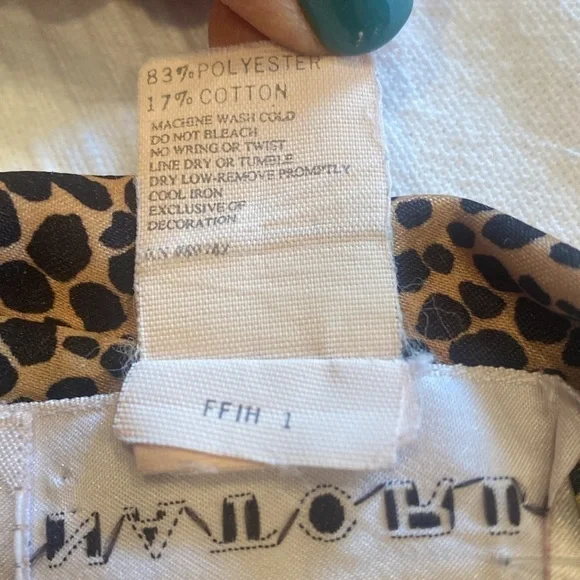 83% POLYESTER
17% COTTON
MACHINE WASH COLD
DO NOT BLEACH
NO WRING OR TWIST
LINE DRY OR TUMBLE
DRY LOW-REMOVE PROMPTLY
COOL IRON
EXCLUSIVE OF
DECORATION
FFIH 1
NATORI